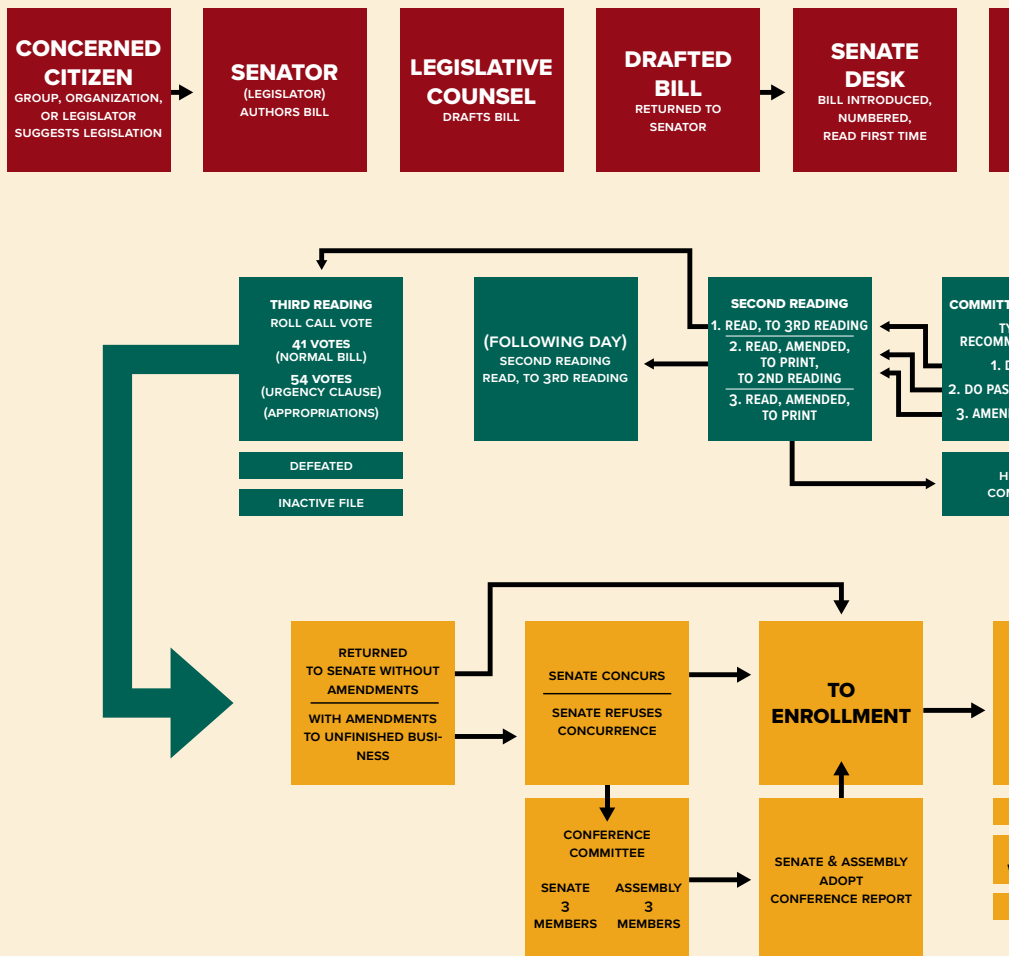 CONCERNED
CITIZEN
GROUP, ORGANIZATION,
OR LEGISLATOR
SUGGESTS LEGISLATION
SENATOR
(LEGISLATOR)
AUTHORS BILL
LEGISLATIVE
COUNSEL
DRAFTS BILL
DRAFTED
BILL
RETURNED TO
SENATOR
SENATE
DESK
BILL INTRODUCED,
NUMBERED,
READ FIRST TIME
THIRD READING
ROLL CALL VOTE
41 VOTES
(NORMAL BILL)
54 VOTES
(URGENCY CLAUSE)
(APPROPRIATIONS)
DEFEATED
INACTIVE FILE
(FOLLOWING DAY)
SECOND READING
READ, TO 3RD READING
SECOND READING
1. READ, TO 3RD READING
2. READ, AMENDED,
TO PRINT,
TO 2ND READING
3. READ, AMENDED,
TO PRINT
1.
2. DO
3.
RETURNED
TO SENATE WITHOUT
AMENDMENTS
WITH AMENDMENTS
TO UNFINISHED BUSI-
NESS
SENATE CONCURS
SENATE REFUSES
CONCURRENCE
TO
ENROLLMENT
CONFERENCE
COMMITTEE
SENATE
3
MEMBERS
ASSEMBLY
3
MEMBERS
SENATE & ASSEMBLY
ADOPT
CONFERENCE REPORT